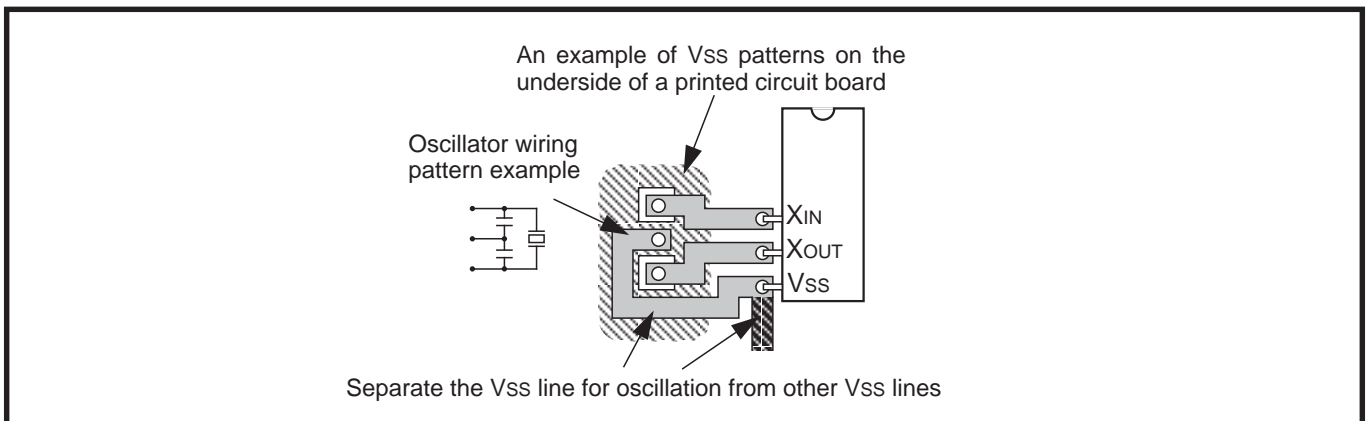 An example of VSS patterns on the
underside of a printed circuit board
Oscillator wiring
pattern example
XIN
XOUT
VSS
Separate the VSS line for oscillation from other VSS lines